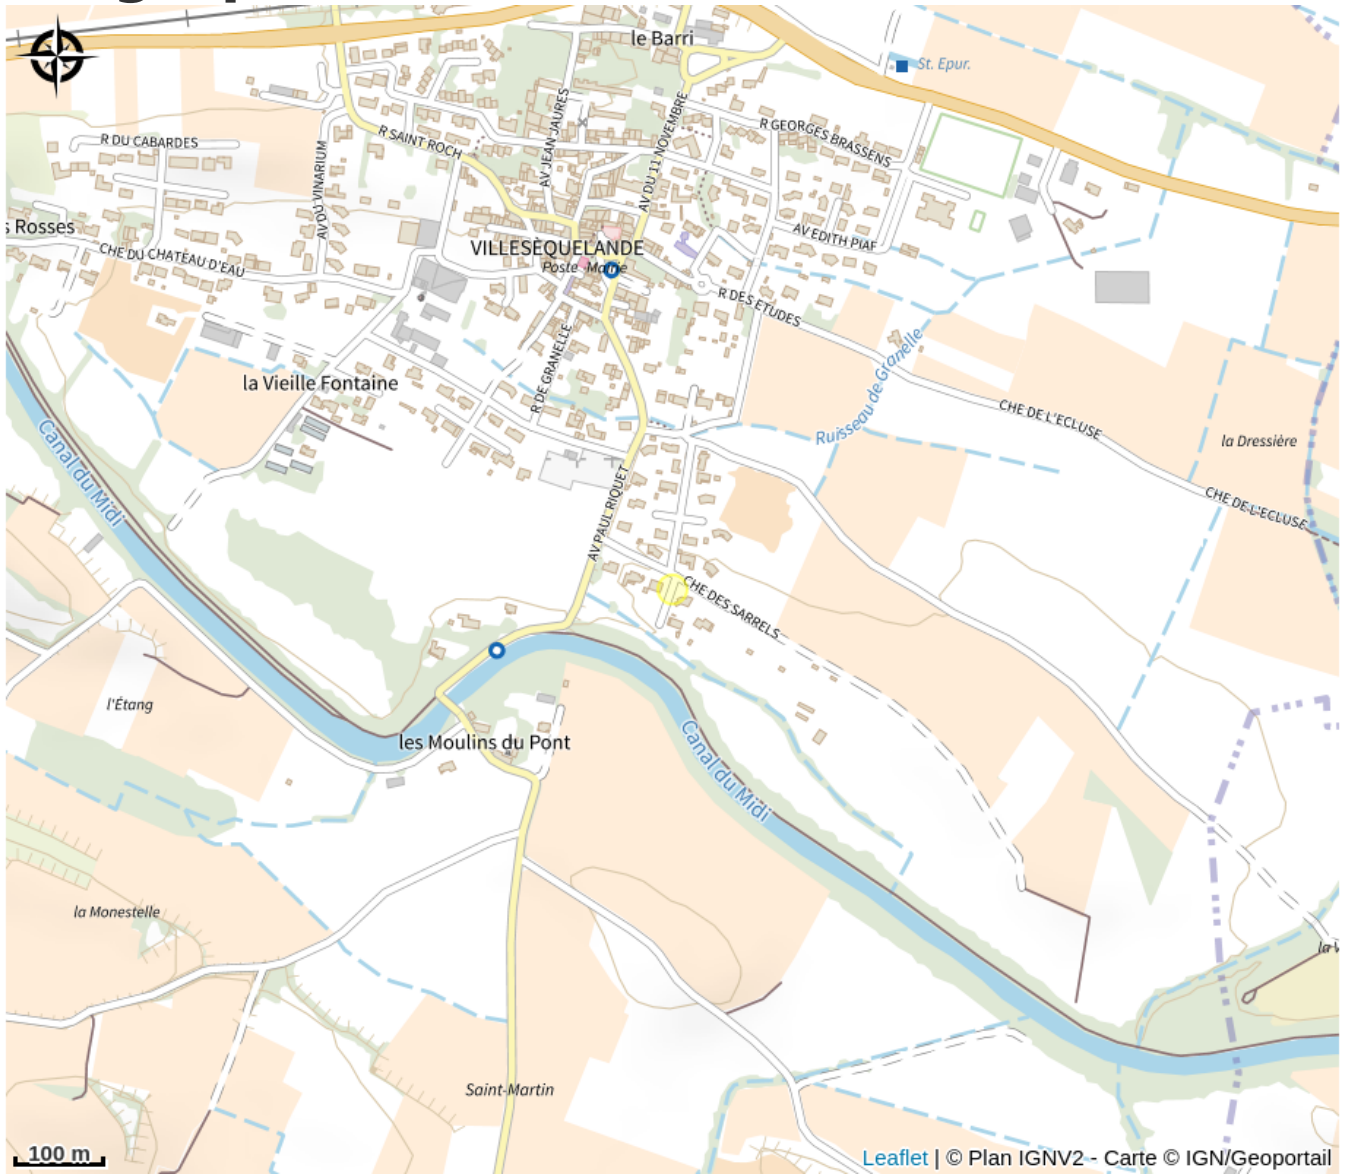 le Barri
St. Epur.
R GEORGES BRASSENS
AV JEAN JAURES
AV DU 11 NOVEMBRE
R SAINT ROCH
R DU CABARDES
AV DU VINARIUM
s Rosses
CHE DU CHATEAU D'EAU
VILLESÈQUELANDE
Poste Mairie
AV EDITH PIAF
R DES ETUDES
R DE GRANELLE
Ruisseau de Granelle
la Vieille Fontaine
CHE DE L'ECLUSE
la Dressière
CHE DE L'ECLUSE
Canal du Midi
AV PAUL RIQUET
CHE DES SARRELS
l'Étang
les Moulins du Pont
Canal du Midi
la Monestelle
la V
Saint-Martin
100 m
Leaflet | © Plan IGNV2 - Carte © IGN/Geoportail